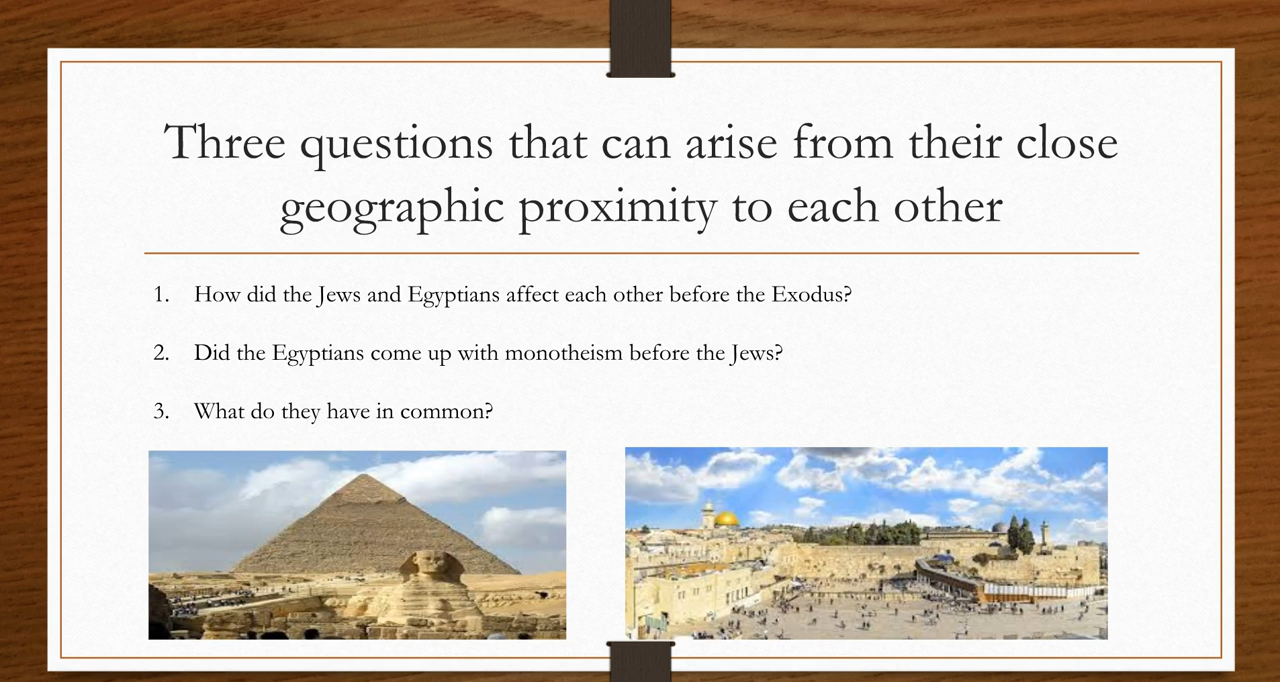 Three questions that can arise from their close
geographic proximity to each other
1. How did the Jews and Egyptians affect each other before the Exodus?
2. Did the Egyptians come up with monotheism before the Jews?
3. What do they have in common?